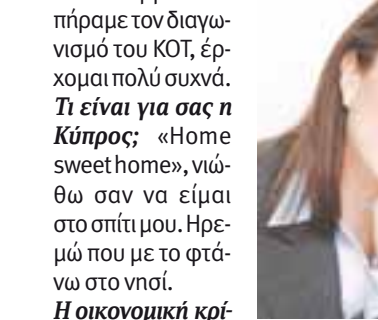 πήραμε τον διαγω-
νισμό του ΚΟΤ, έρ-
χομαι πολύ συχνά.
Τι είναι για σας η
Κύπρος; «Home
sweet home», νιώ-
θω σαν να είμαι
στο σπίτι μου. Ηρε-
μώ που με το φτά-
νω στο νησί.
Η οικονομική κρί-